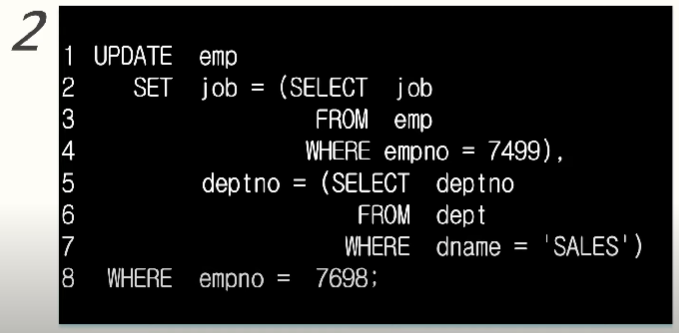 2
1 UPDATE emp
2 SET job = (SELECT job
3 FROM emp
4 WHERE empno = 7499),
5 deptno = (SELECT deptno
6 FROM dept
7 WHERE dname = 'SALES')
8 WHERE empno = 7698;